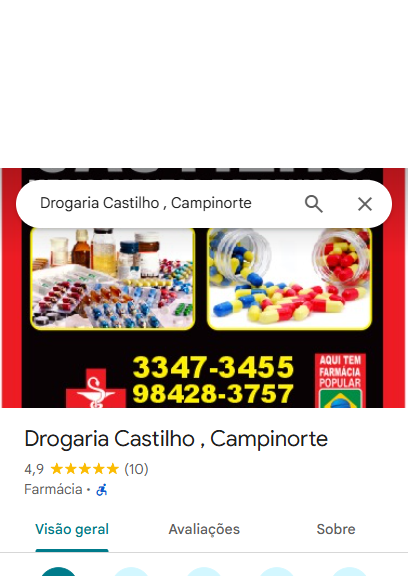 Drogaria Castilho , Campinorte
3347-3455
98428-3757
AQUI TEM
FARMÁCIA
POPULAR
Drogaria Castilho , Campinorte
4,9 ★★★★★ (10)
Farmácia ·
Visão geral
Avaliações
Sobre